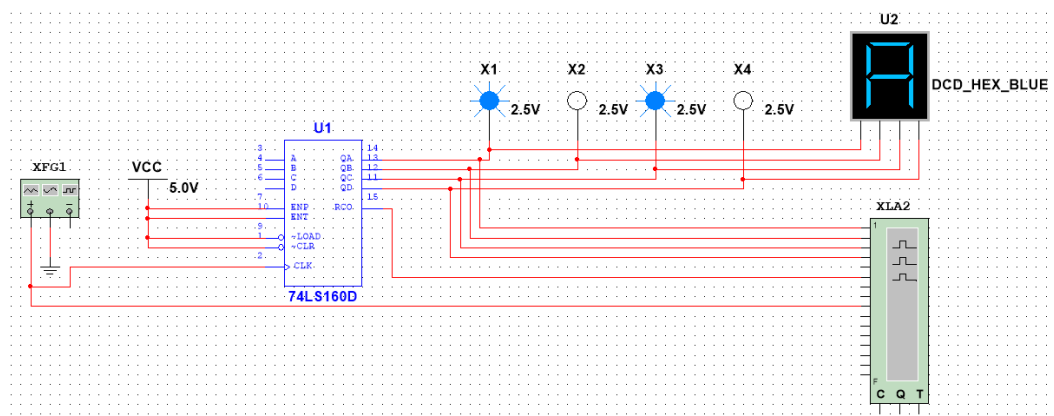 U2
X1 X2 X3 X4
DCD_HEX_BLUE
2.5V 2.5V 2.5V 2.5V
U1
XFG1
VCC
5.0V
3 14
4 A QA 13
5 B QB 12
6 C QC 11
D QD
7 15
10 ENP RCO
ENT
9
1 ~LOAD
~CLR
2
CLK
74LS160D
XLA2
1
F
C Q T
+ −